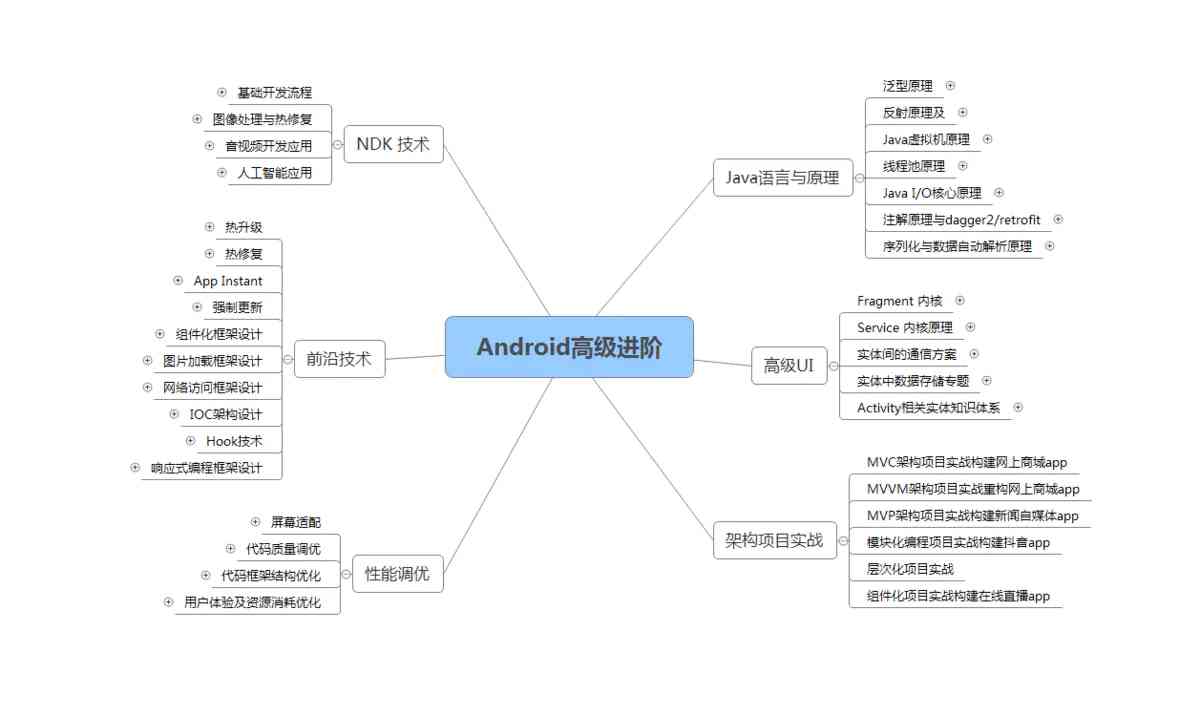 Android高级进阶
Java语言与原理
泛型原理
反射原理及
Java虚拟机原理
线程池原理
Java I/O核心原理
注解原理与dagger2/retrofit
序列化与数据自动解析原理
高级UI
Fragment 内核
Service 内核原理
实体间的通信方案
实体中数据存储专题
Activity相关实体知识体系
架构项目实战
MVC架构项目实战构建网上商城app
MVVM架构项目实战重构网上商城app
MVP架构项目实战构建新闻自媒体app
模块化编程项目实战构建抖音app
层次化项目实战
组件化项目实战构建在线直播app
NDK 技术
基础开发流程
图像处理与热修复
音视频开发应用
人工智能应用
前沿技术
热升级
热修复
App Instant
强制更新
组件化框架设计
图片加载框架设计
网络访问框架设计
IOC架构设计
Hook技术
响应式编程框架设计
性能调优
屏幕适配
代码质量调优
代码框架结构优化
用户体验及资源消耗优化